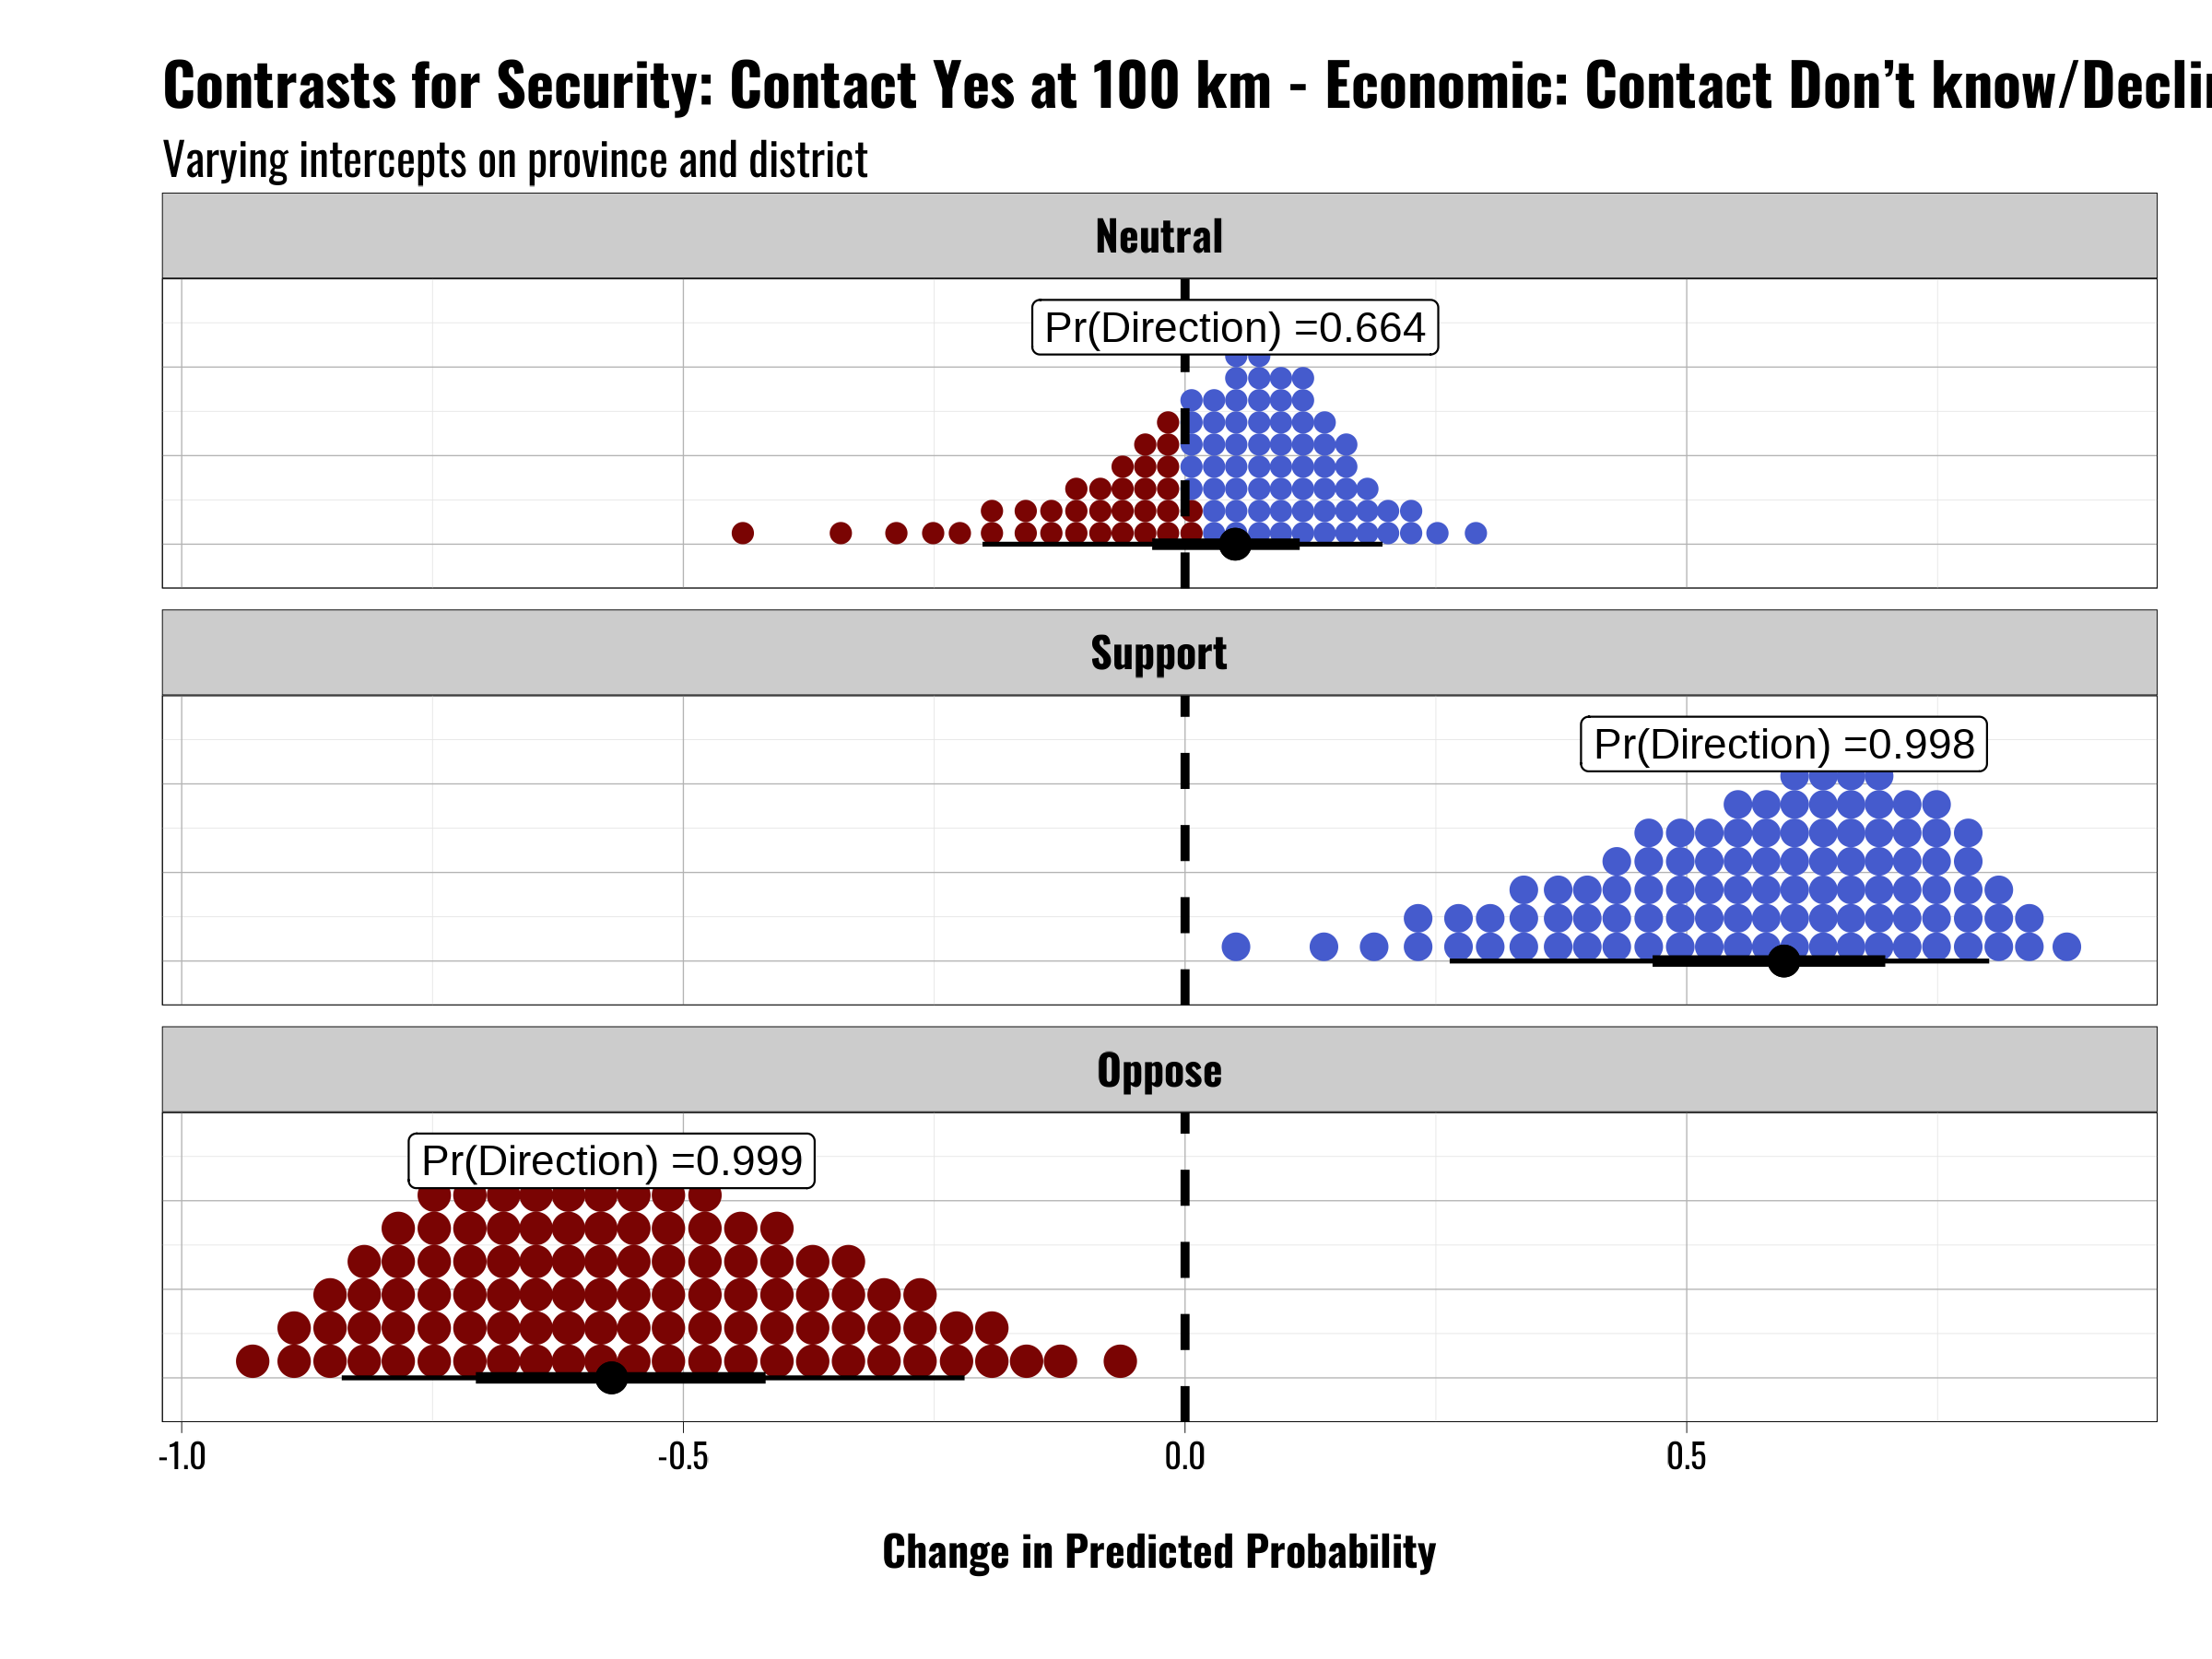 Contrasts for Security: Contact Yes at 100 km - Economic: Contact Don’t know/
Varying intercepts on province and district
Neutral
Pr(Direction) =0.664
Support
Pr(Direction) =0.998
Oppose
Pr(Direction) =0.999
-1.0 -0.5 0.0 0.5
Change in Predicted Probability